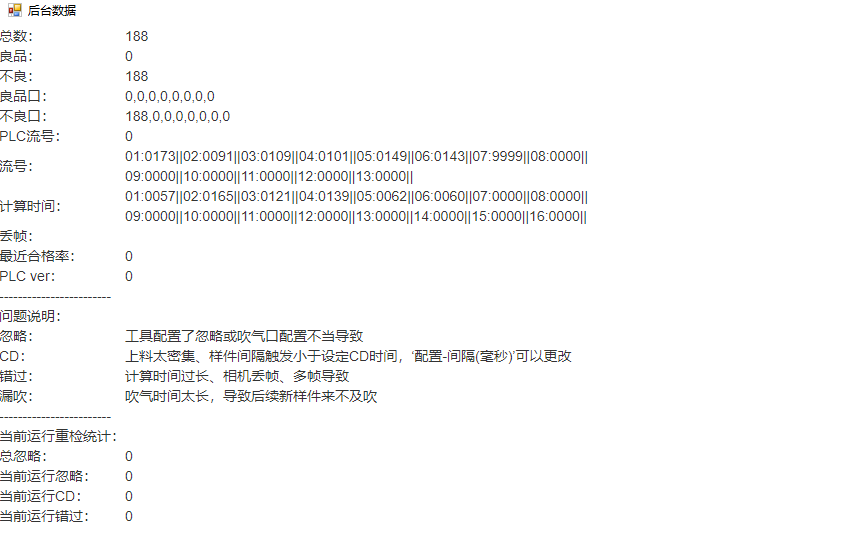 后台数据
总数： 188
良品： 0
不良： 188
良品口： 0,0,0,0,0,0,0,0
不良口： 188,0,0,0,0,0,0,0
PLC流号： 0
流号： 01:0173||02:0091||03:0109||04:0101||05:0149||06:0143||07:9999||08:0000||
09:0000||10:0000||11:0000||12:0000||13:0000||
计算时间： 01:0057||02:0165||03:0121||04:0139||05:0062||06:0060||07:0000||08:0000||
09:0000||10:0000||11:0000||12:0000||13:0000||14:0000||15:0000||16:0000||
丢帧：
最近合格率： 0
PLC ver： 0
------------------------
问题说明：
忽略： 工具配置了忽略或吹气口配置不当导致
CD： 上料太密集、样件间隔触发小于设定CD时间，‘配置-间隔(毫秒)’可以更改
错过： 计算时间过长、相机丢帧、多帧导致
漏吹： 吹气时间太长，导致后续新样件来不及吹
------------------------
当前运行重检统计：
总忽略： 0
当前运行忽略： 0
当前运行CD： 0
当前运行错过： 0